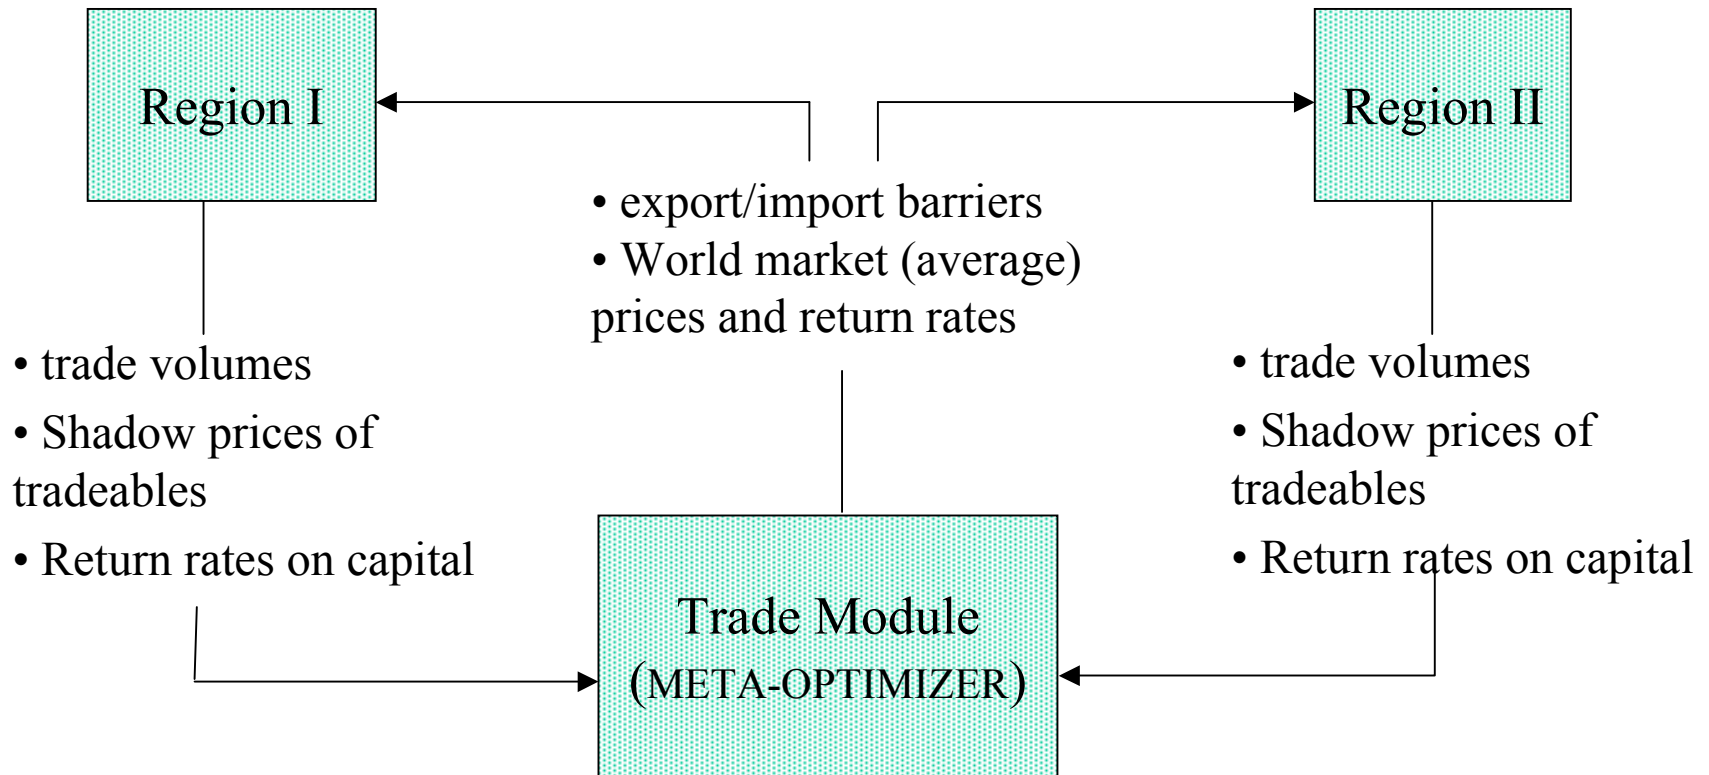 Region I
Region II
• export/import barriers
• World market (average)
prices and return rates
• trade volumes
• Shadow prices of
tradeables
• Return rates on capital
• trade volumes
• Shadow prices of
tradeables
• Return rates on capital
Trade Module
(META-OPTIMIZER)